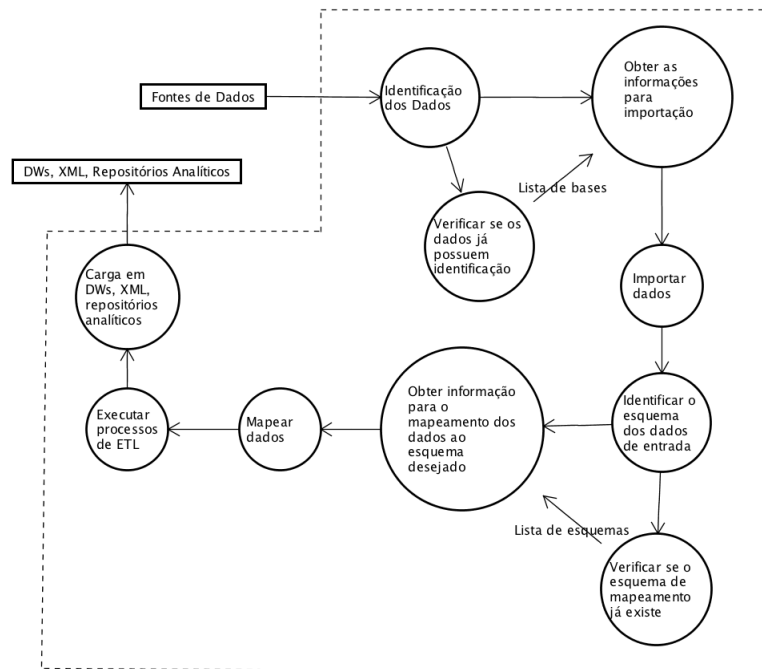 Fontes de Dados
Identificação
dos Dados
Obter as
informações
para
importação
DWs, XML, Repositórios Analíticos
Lista de bases
Verificar se os
dados já
possuem
identificação
Carga em
DWs, XML,
repositórios
analíticos
Importar
dados
Obter informação
para o
mapeamento dos
dados ao
esquema
desejado
Identificar o
esquema
dos dados
de entrada
Mapear
dados
Executar
processos
de ETL
Lista de esquemas
Verificar se o
esquema de
mapeamento
já existe